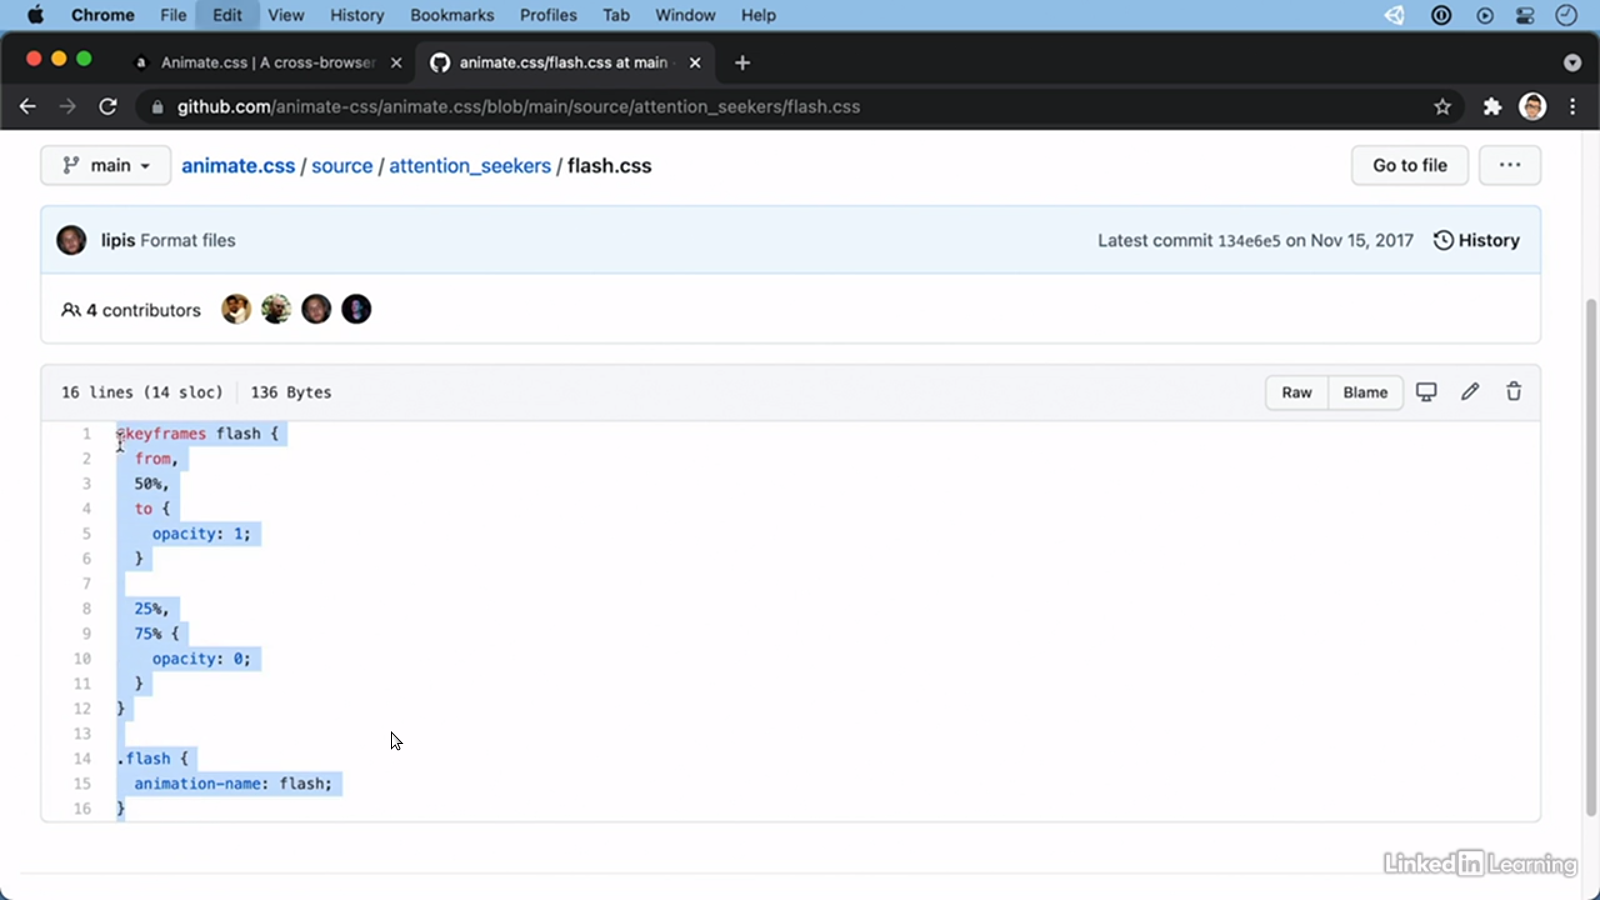 Chrome File Edit View History Bookmarks Profiles Tab Window Help
a Animate.css | A cross-browser animate.css/flash.css at main
github.com/animate-css/animate.css/blob/main/source/attention_seekers/flash.css
main animate.css / source / attention_seekers / flash.css Go to file ...
lipis Format files Latest commit 134e6e5 on Nov 15, 2017 History
4 contributors
16 lines (14 sloc) 136 Bytes Raw Blame
1 @keyframes flash {
2 from,
3 50%,
4 to {
5 opacity: 1;
6 }
7
8 25%,
9 75% {
10 opacity: 0;
11 }
12 }
13
14 .flash {
15 animation-name: flash;
16 }
LinkedIn Learning